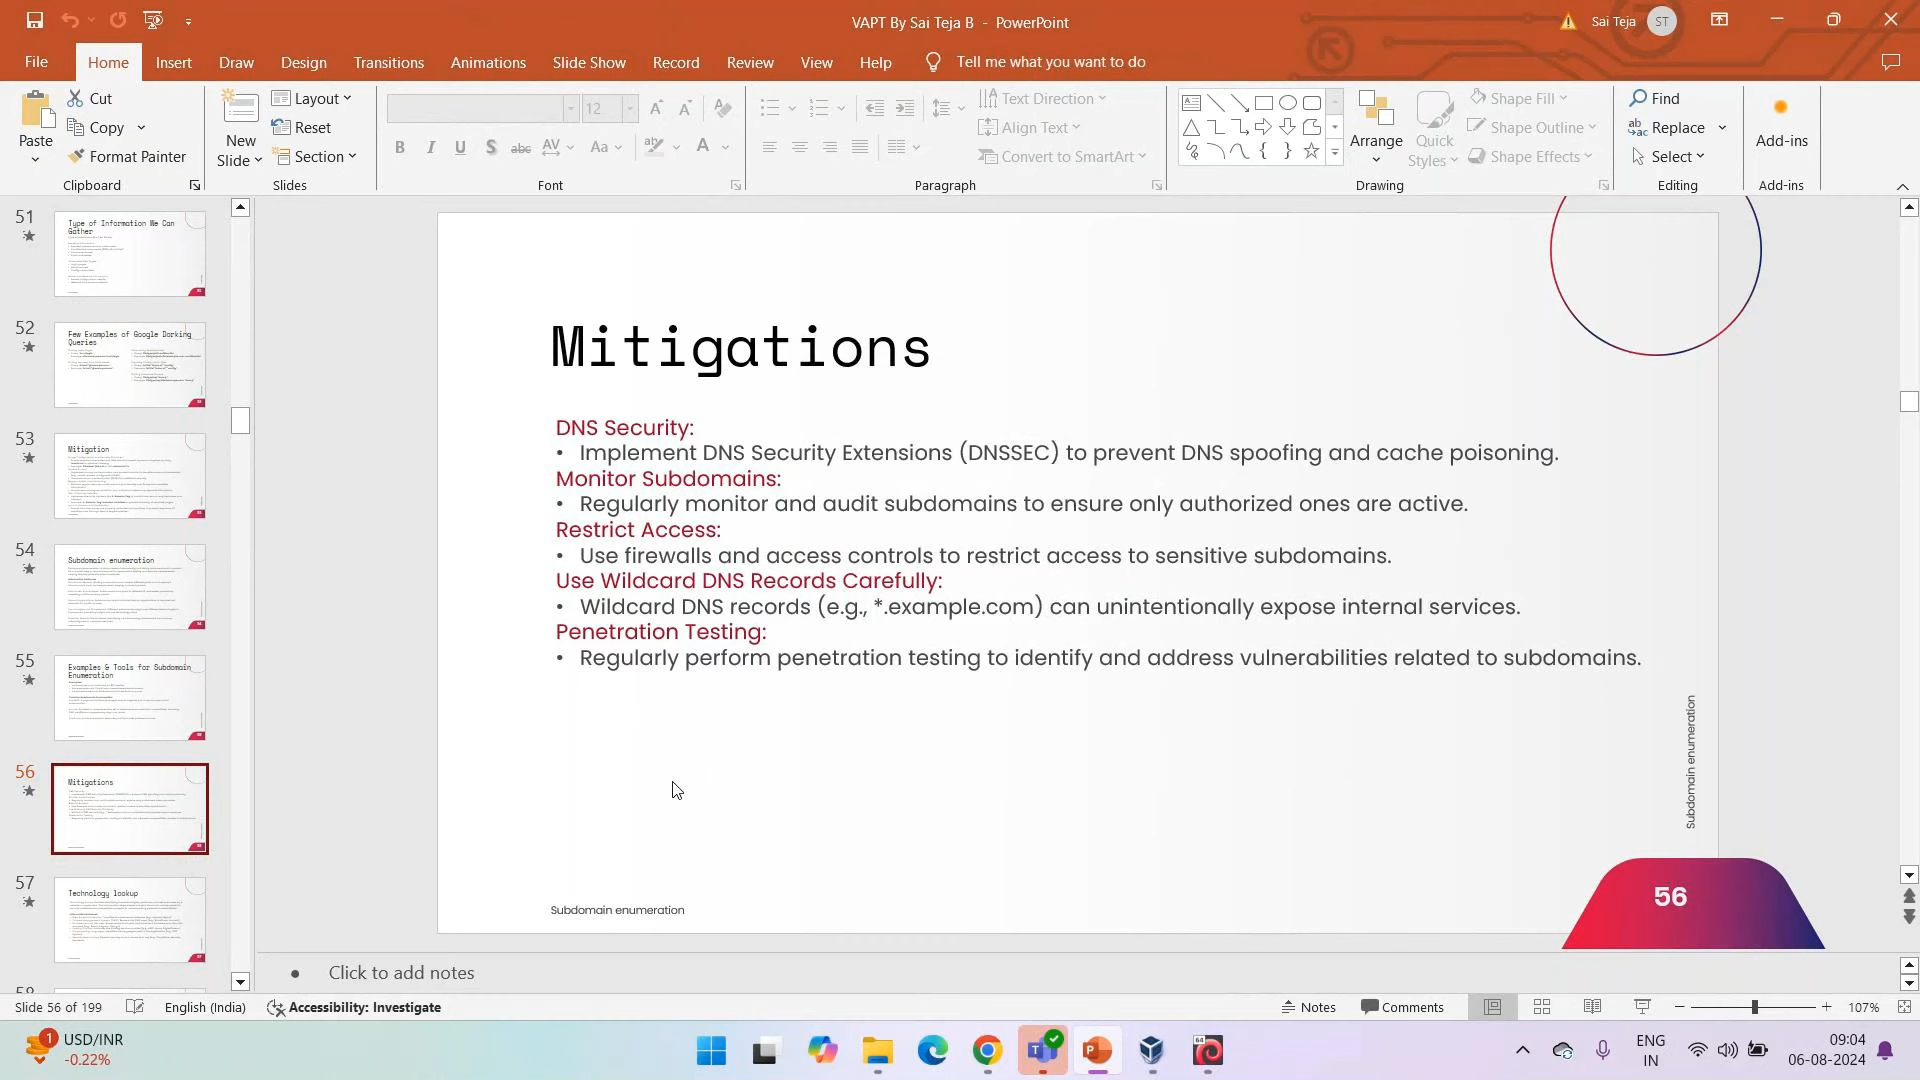 VAPT By Sai Teja B - PowerPoint
Sai Teja
ST
File
Home
Insert
Draw
Design
Transitions
Animations
Slide Show
Record
Review
View
Help
Tell me what you want to do
Paste
Cut
Copy
Format Painter
Clipboard
New Slide
Layout
Reset
Section
Slides
12
Font
Text Direction
Align Text
Convert to SmartArt
Paragraph
Arrange
Quick Styles
Shape Fill
Shape Outline
Shape Effects
Drawing
Find
Replace
Select
Editing
Add-ins
Add-ins
51
Type of Information We Can
Gather
52
Few Examples of Google Dorking
Queries
53
Mitigation
54
Subdomain enumeration
55
Examples & Tools for Subdomain
Enumeration
56
Mitigations
57
Technology lookup
58
Mitigations
DNS Security:
• Implement DNS Security Extensions (DNSSEC) to prevent DNS spoofing and cache poisoning.
Monitor Subdomains:
• Regularly monitor and audit subdomains to ensure only authorized ones are active.
Restrict Access:
• Use firewalls and access controls to restrict access to sensitive subdomains.
Use Wildcard DNS Records Carefully:
• Wildcard DNS records (e.g., *.example.com) can unintentionally expose internal services.
Penetration Testing:
• Regularly perform penetration testing to identify and address vulnerabilities related to subdomains.
Subdomain enumeration
Subdomain enumeration
56
• Click to add notes
Slide 56 of 199
English (India)
Accessibility: Investigate
Notes
Comments
107%
1
USD/INR
-0.22%
64
ENG
IN
09:04
06-08-2024